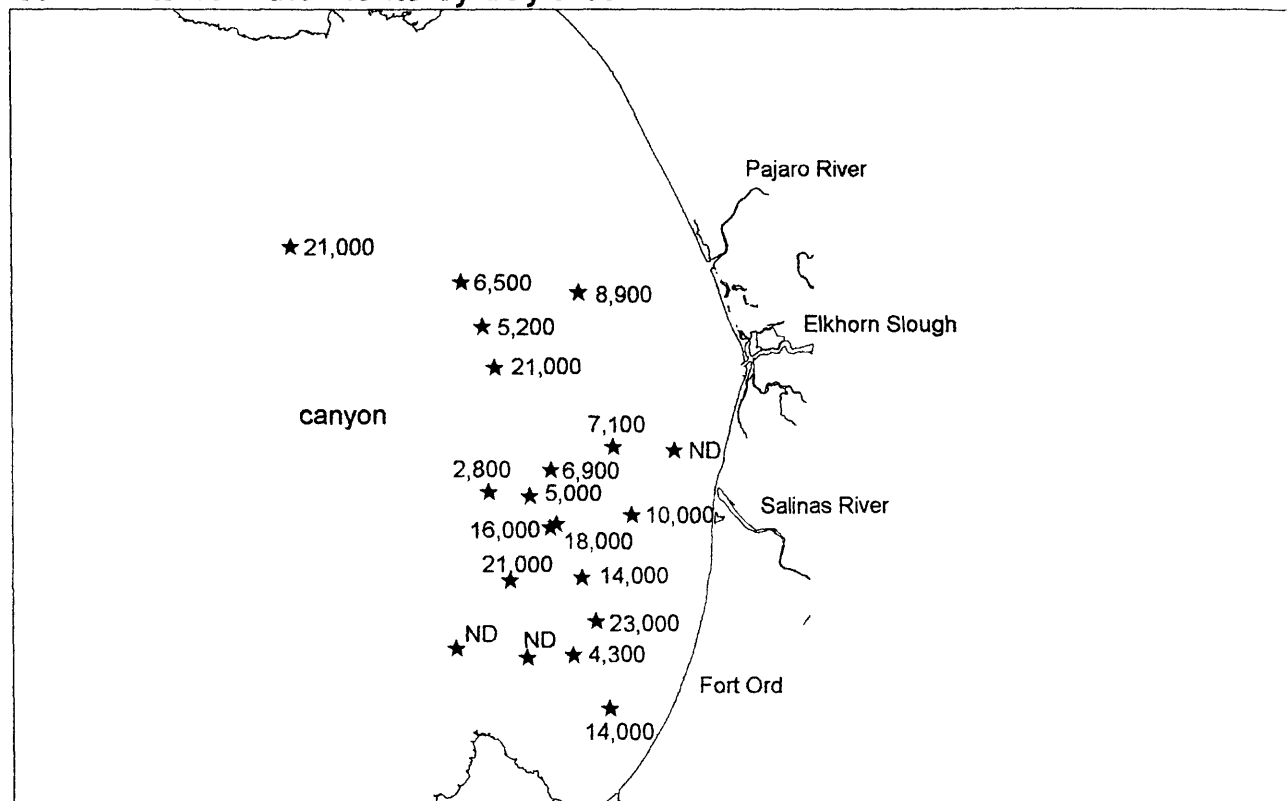 Pajaro River
21,000
6,500
8,900
5,200
Elkhorn Slough
21,000
canyon
7,100
ND
2,800
6,900
5,000
Salinas River
10,000
16,000
18,000
21,000
14,000
23,000
ND
ND
4,300
Fort Ord
14,000